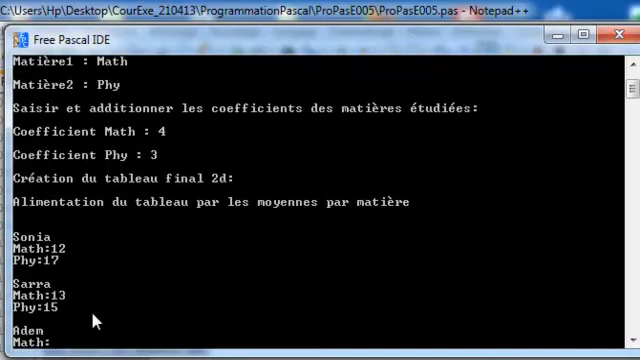 C:\Users\Hp\Desktop\CourExe_210413\ProgrammationPascal\ProPasE005\ProPasE005.pas - Notepad++
Free Pascal IDE
Matière1 : Math
Matière2 : Phy
Saisir et additionner les coefficients des matières étudiées:
Coefficient Math : 4
Coefficient Phy : 3
Création du tableau final 2d:
Alimentation du tableau par les moyennes par matière
Sonia
Math:12
Phy:17
Sarra
Math:13
Phy:15
Adem
Math: